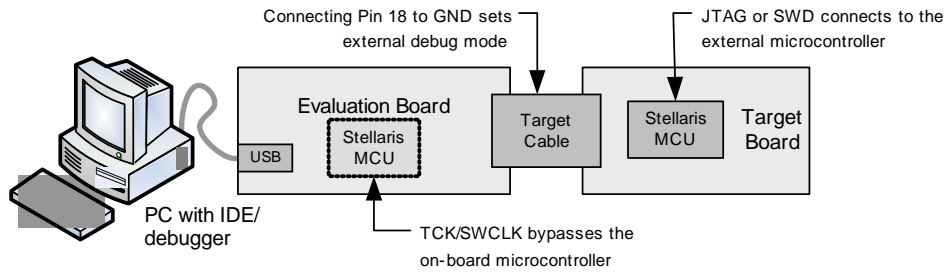 Connecting Pin 18 to GND sets
external debug mode
JTAG or SWD connects to the
external microcontroller
Evaluation Board
Stellaris
MCU
USB
Target
Cable
Stellaris
MCU
Target
Board
PC with IDE/
debugger
TCK/SWCLK bypasses the
on-board microcontroller